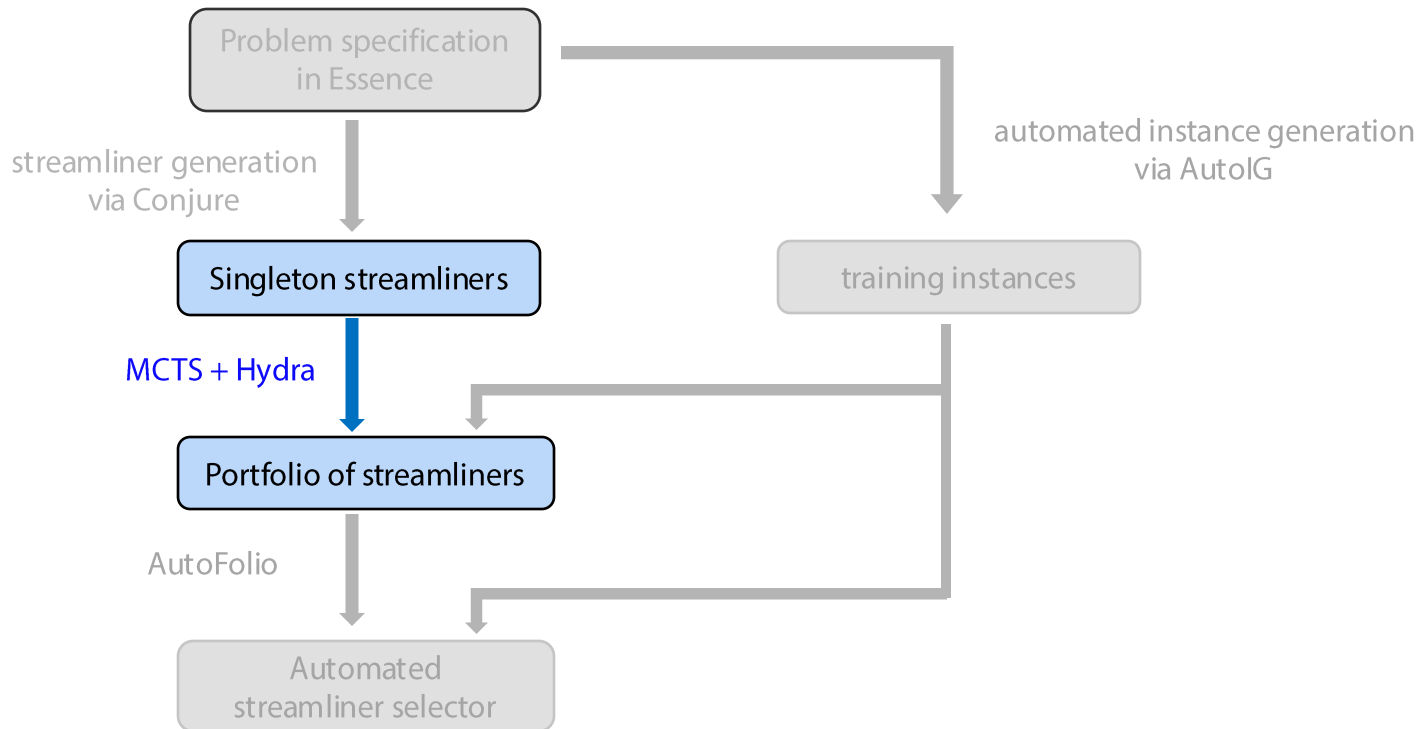 Problem specification
in Essence
streamliner generation
via Conjure
automated instance generation
via AutoIG
Singleton streamliners
training instances
MCTS + Hydra
Portfolio of streamliners
AutoFolio
Automated
streamliner selector